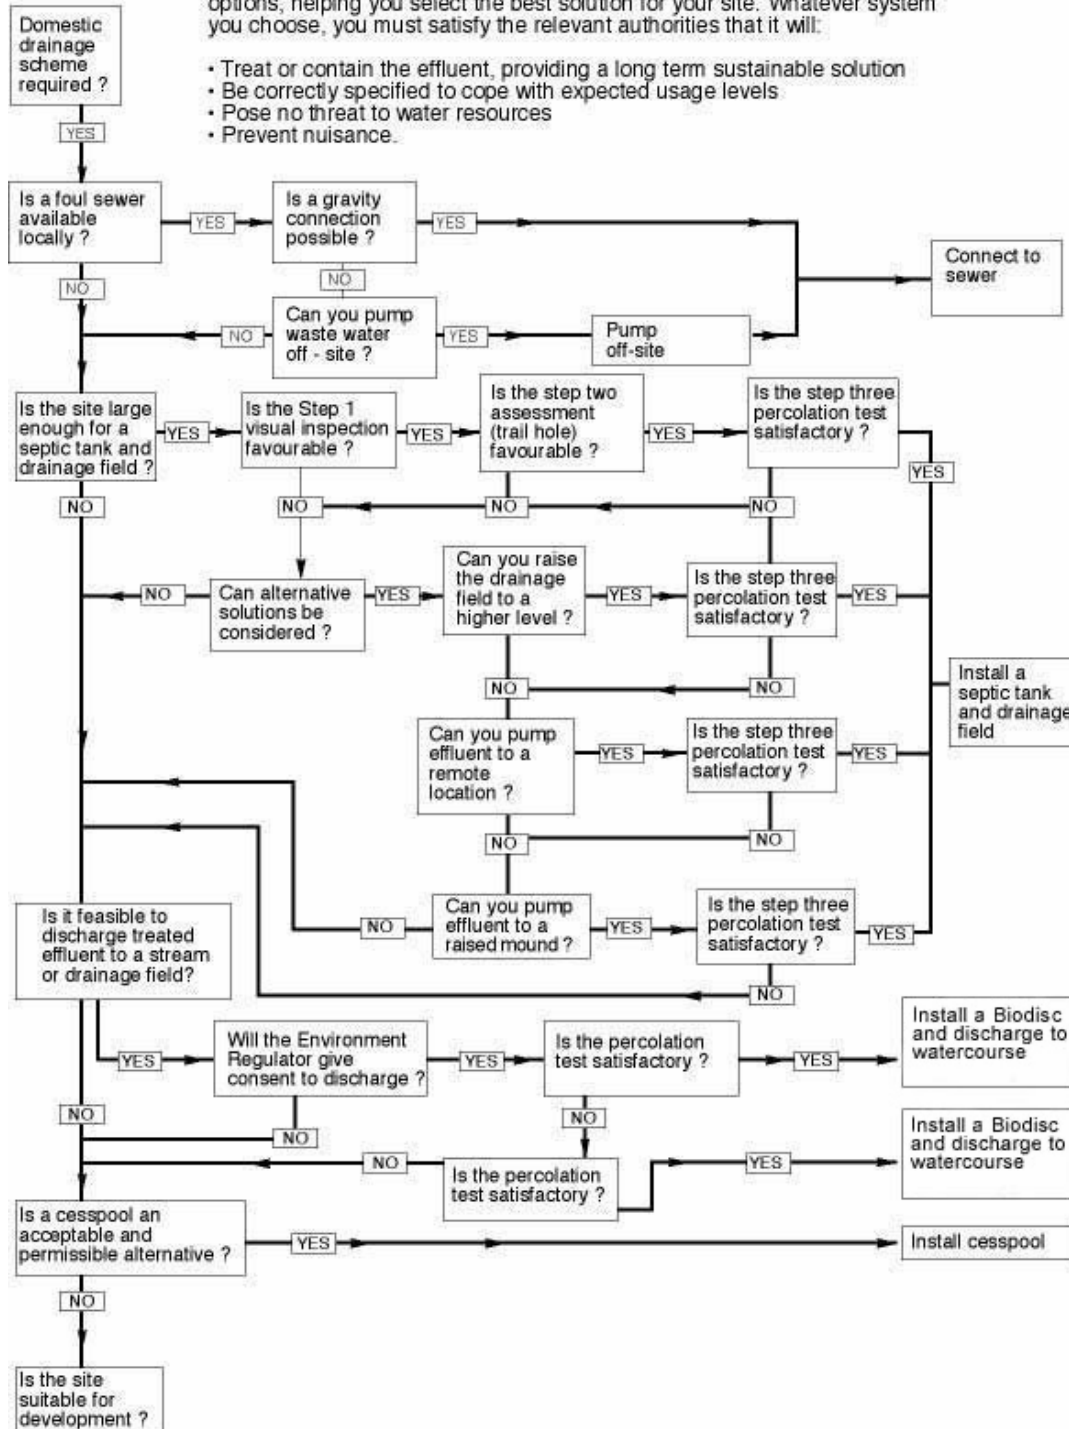 options, helping you select the best solution for your site. Whatever system
you choose, you must satisfy the relevant authorities that it will:
• Treat or contain the effluent, providing a long term sustainable solution
• Be correctly specified to cope with expected usage levels
• Pose no threat to water resources
• Prevent nuisance.
Domestic
drainage
scheme
required ?
YES
Is a foul sewer
available
locally ?
YES
Is a gravity
connection
possible ?
YES
Connect to
sewer
NO
NO
Can you pump
waste water
off - site ?
NO
YES
Pump
off-site
Is the site large
enough for a
septic tank and
drainage field ?
YES
Is the Step 1
visual inspection
favourable ?
YES
Is the step two
assessment
(trail hole)
favourable ?
YES
Is the step three
percolation test
satisfactory ?
YES
NO
NO
NO
NO
NO
Can alternative
solutions be
considered ?
YES
Can you raise
the drainage
field to a
higher level ?
YES
Is the step three
percolation test
satisfactory ?
YES
NO
NO
Install a
septic tank
and drainage
field
Can you pump
effluent to a
remote
location ?
YES
Is the step three
percolation test
satisfactory ?
YES
NO
NO
Is it feasible to
discharge treated
effluent to a stream
or drainage field?
NO
Can you pump
effluent to a
raised mound ?
YES
Is the step three
percolation test
satisfactory ?
YES
NO
YES
Will the Environment
Regulator give
consent to discharge ?
YES
Is the percolation
test satisfactory ?
YES
Install a Biodisc
and discharge to
watercourse
NO
NO
NO
NO
Is the percolation
test satisfactory ?
YES
Install a Biodisc
and discharge to
watercourse
Is a cesspool an
acceptable and
permissible alternative ?
YES
Install cesspool
NO
Is the site
suitable for
development ?